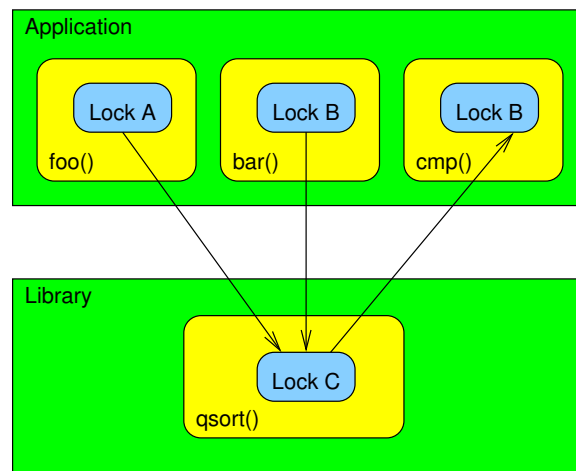 Application
Lock A
Lock B
Lock B
foo()
bar()
cmp()
Library
Lock C
qsort()